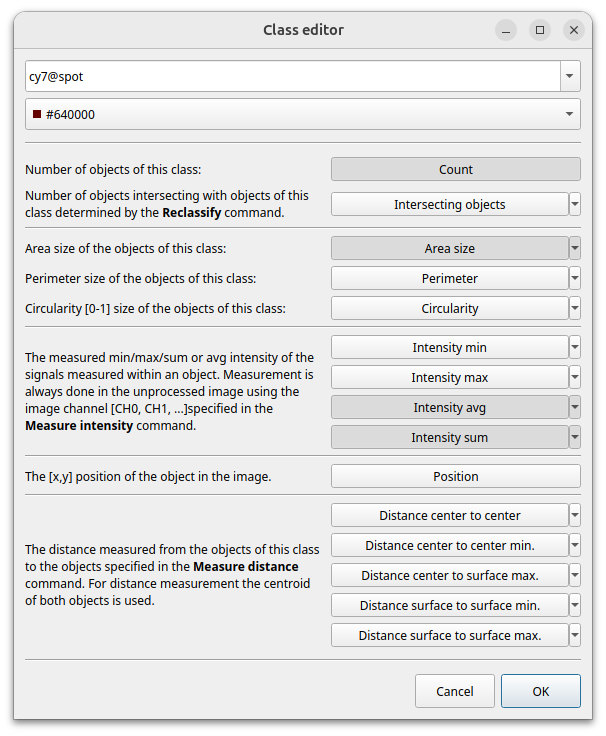 Class editor
cy7@spot
#640000
Number of objects of this class:
Count
Number of objects intersecting with objects of this
class determined by the Reclassify command.
Intersecting objects
Area size of the objects of this class:
Area size
Perimeter size of the objects of this class:
Perimeter
Circularity [0-1] size of the objects of this class:
Circularity
The measured min/max/sum or avg intensity of the
signals measured within an object. Measurement is
always done in the unprocessed image using the
image channel [CH0, CH1, ...]specified in the
Measure intensity command.
Intensity min
Intensity max
Intensity avg
Intensity sum
The [x,y] position of the object in the image.
Position
The distance measured from the objects of this class
to the objects specified in the Measure distance
command. For distance measurement the centroid
of both objects is used.
Distance center to center
Distance center to center min.
Distance center to surface max.
Distance surface to surface min.
Distance surface to surface max.
Cancel
OK